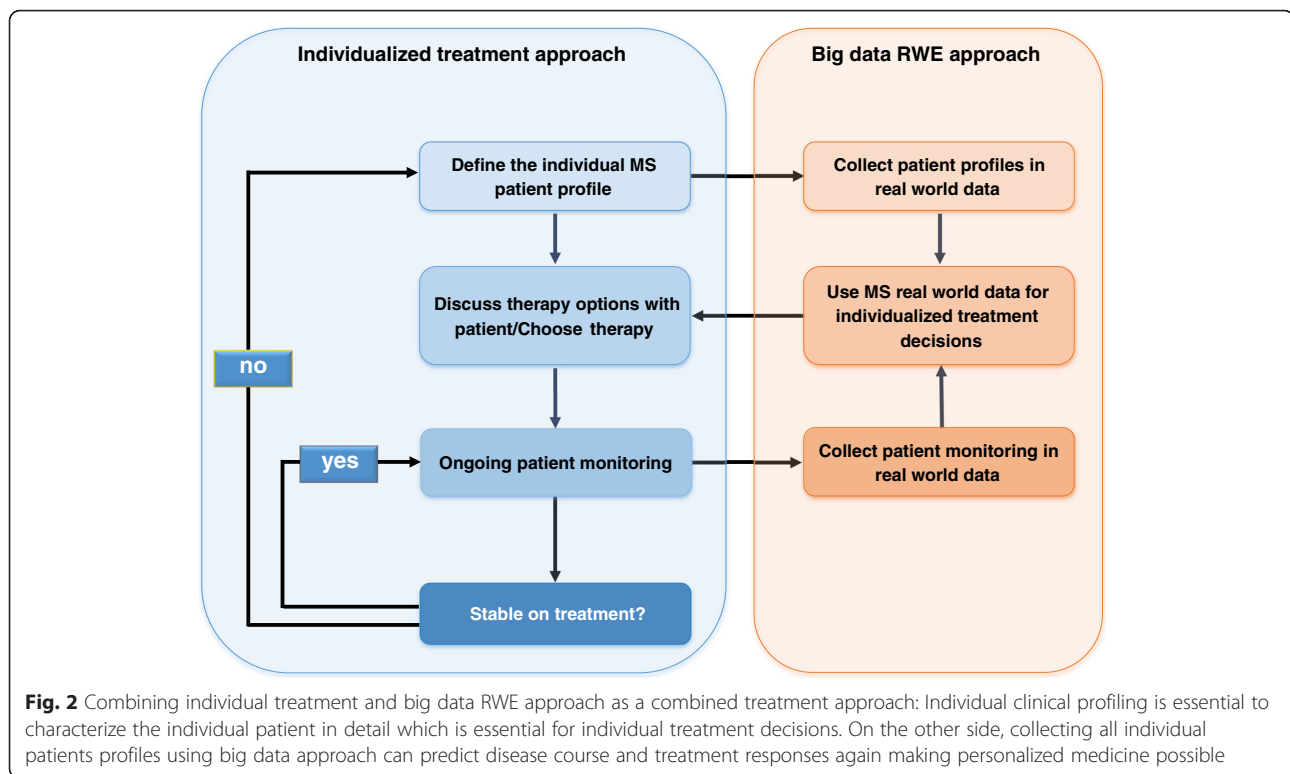 Individualized treatment approach
Big data RWE approach
Define the individual MS
patient profile
Collect patient profiles in
real world data
Discuss therapy options with
patient/Choose therapy
Use MS real world data for
individualized treatment
decisions
no
yes
Ongoing patient monitoring
Collect patient monitoring in
real world data
Stable on treatment?
Fig. 2 Combining individual treatment and big data RWE approach as a combined treatment approach: Individual clinical profiling is essential to
characterize the individual patient in detail which is essential for individual treatment decisions. On the other side, collecting all individual
patients profiles using big data approach can predict disease course and treatment responses again making personalized medicine possible